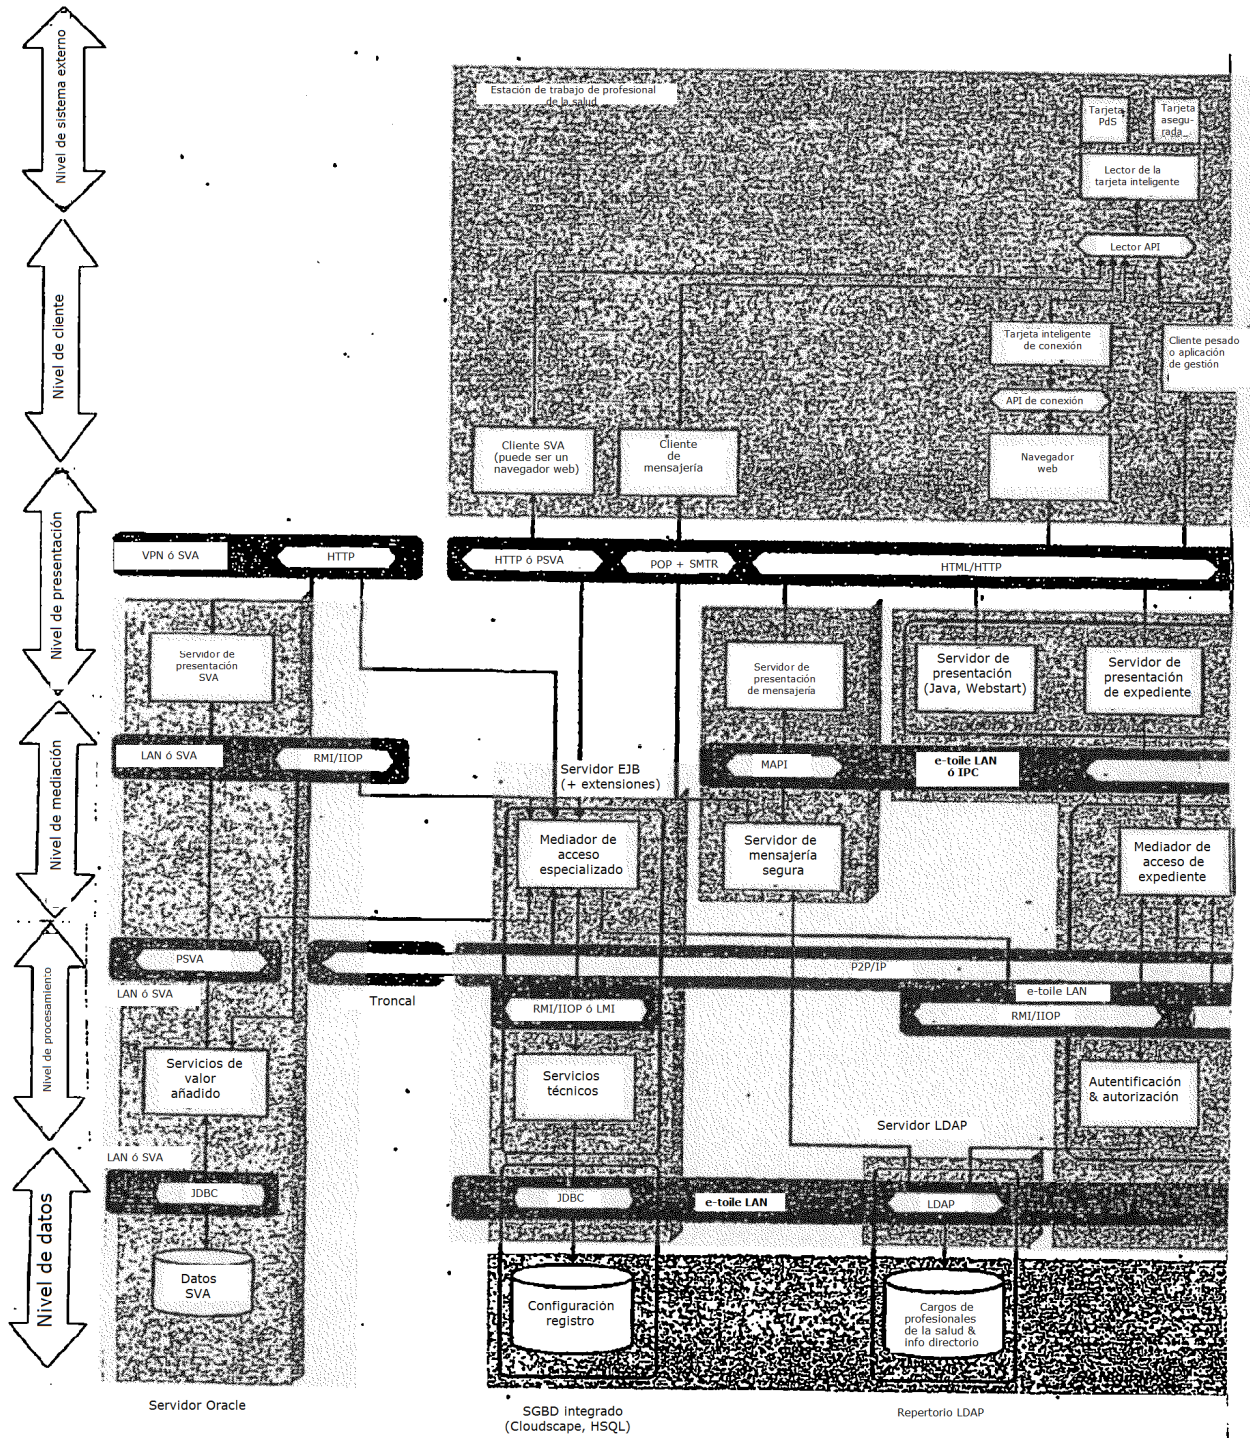 Nivel de sistema externo
Nivel de cliente
Nivel de presentación
Nivel de mediación
Nivel de procesamiento
Nivel de datos
Estación de trabajo de profesional
de la salud
Tarjeta
PdS
Tarjeta
asegu-
rada
Lector de la
tarjeta inteligente
Lector API
Tarjeta inteligente
de conexión
Cliente pesado
o aplicación
de gestión
API de conexión
Cliente SVA
(puede ser un
navegador web)
Cliente
de
mensajería
Navegador
web
VPN ó SVA
HTTP
HTTP ó PSVA
POP + SMTR
HTML/HTTP
Servidor de
presentación
SVA
Servidor de
presentación
de mensajería
Servidor de
presentación
(Java, Webstart)
Servidor de
presentación
de expediente
LAN ó SVA
RMI/IIOP
Servidor EJB
(+ extensiones)
MAPI
e-toile LAN
ó IPC
Mediador de
acceso
especializado
Servidor de
mensajería
segura
Mediador de
acceso de
expediente
PSVA
P2P/IP
LAN ó SVA
Troncal
e-toile LAN
RMI/IIOP ó LMI
RMI/IIOP
Servicios de
valor
añadido
Servicios
técnicos
Autentificación
& autorización
Servidor LDAP
LAN ó SVA
JDBC
JDBC
e-toile LAN
LDAP
Datos
SVA
Configuración
registro
Cargos de
profesionales
de la salud &
info directorio
Servidor Oracle
SGBD integrado
(Cloudscape, HSQL)
Repertorio LDAP